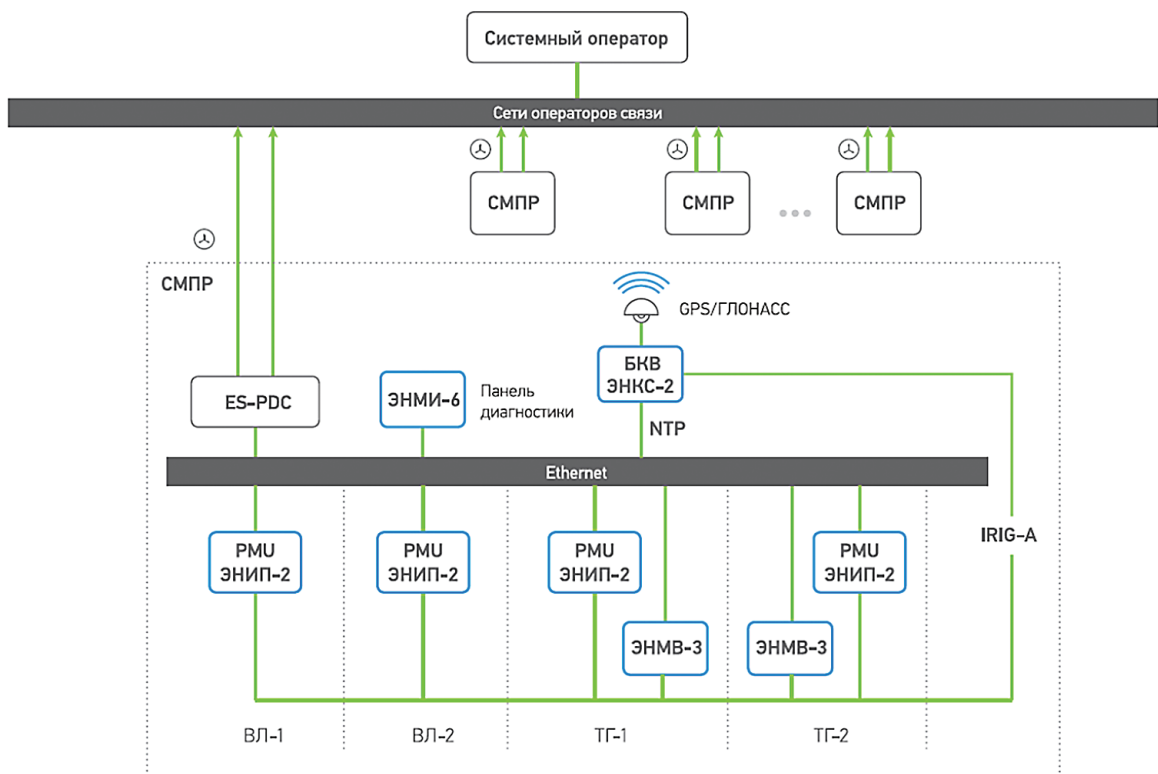 Системный оператор
Сети операторов связи
СМПР
СМПР
СМПР
СМПР
GPS/ГЛОНАСС
БКВ
ЭНКС-2
ES-PDC
ЭНМИ-6
Панель
диагностики
NTP
Ethernet
IRIG-A
PMU
ЭНИП-2
PMU
ЭНИП-2
PMU
ЭНИП-2
PMU
ЭНИП-2
ЭНМВ-3
ЭНМВ-3
ВЛ-1
ВЛ-2
ТГ-1
ТГ-2